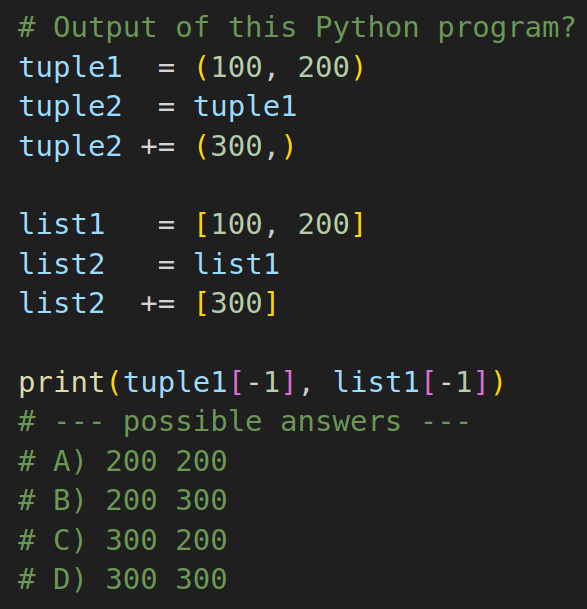 # Output of this Python program?
tuple1  = (100, 200)
tuple2  = tuple1
tuple2 += (300,)

list1   = [100, 200]
list2   = list1
list2  += [300]

print(tuple1[-1], list1[-1])
# --- possible answers ---
# A) 200 200
# B) 200 300
# C) 300 200
# D) 300 300